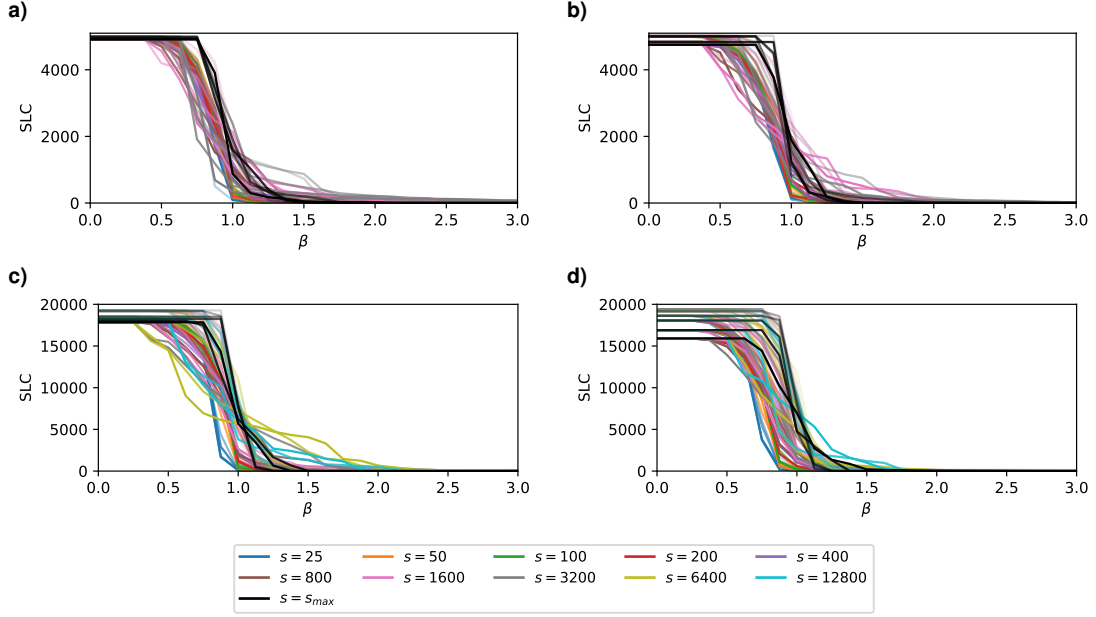 a)
b)
SLC
4000
2000
0
0.0 0.5 1.0 1.5 2.0 2.5 3.0
β
SLC
4000
2000
0
0.0 0.5 1.0 1.5 2.0 2.5 3.0
β
c)
d)
SLC
20000
15000
10000
5000
0
0.0 0.5 1.0 1.5 2.0 2.5 3.0
β
SLC
20000
15000
10000
5000
0
0.0 0.5 1.0 1.5 2.0 2.5 3.0
β
s = 25 s = 50 s = 100 s = 200 s = 400
s = 800 s = 1600 s = 3200 s = 6400 s = 12800
s = s_max